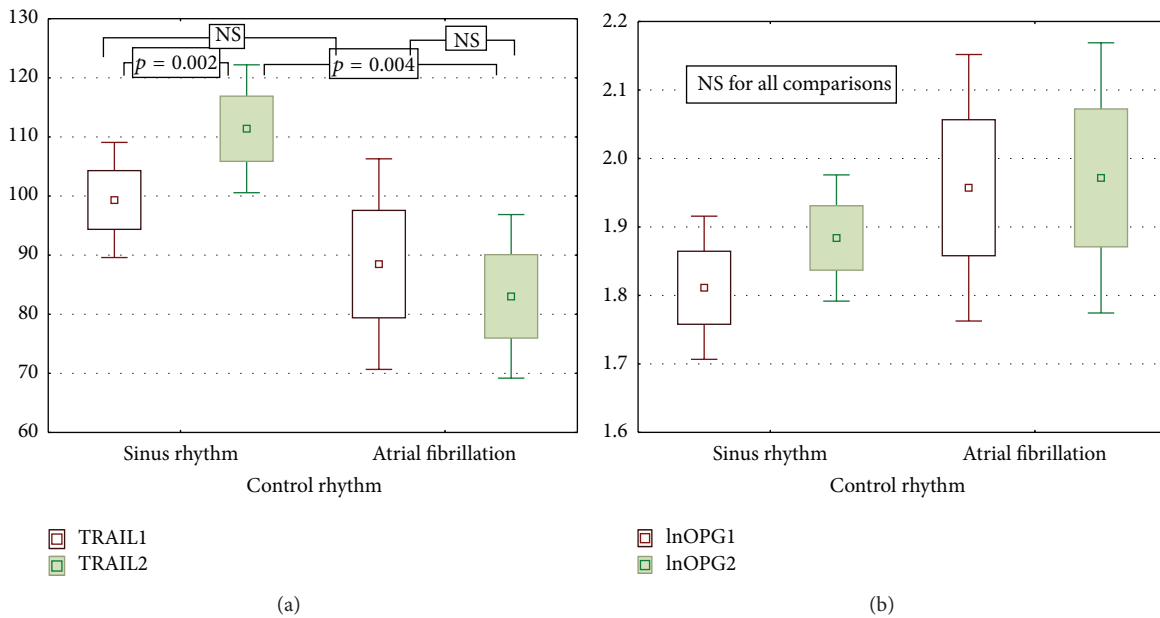 130
120
110
100
90
80
70
60
NS
NS
p = 0.002
p = 0.004
Sinus rhythm Atrial fibrillation
Control rhythm
TRAIL1
TRAIL2
(a)
2.2
2.1
2.0
1.9
1.8
1.7
1.6
NS for all comparisons
Sinus rhythm Atrial fibrillation
Control rhythm
lnOPG1
lnOPG2
(b)